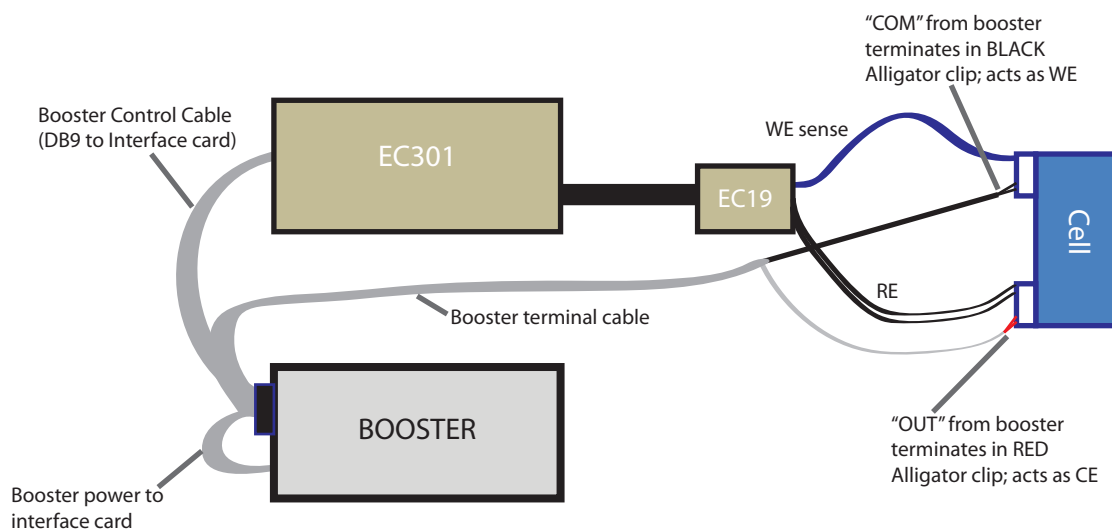 “COM” from booster
terminates in BLACK
Alligator clip; acts as WE
Booster Control Cable
(DB9 to Interface card)
WE sense
EC301
EC19
Cell
RE
Booster terminal cable
BOOSTER
“OUT” from booster
terminates in RED
Alligator clip; acts as CE
Booster power to
interface card